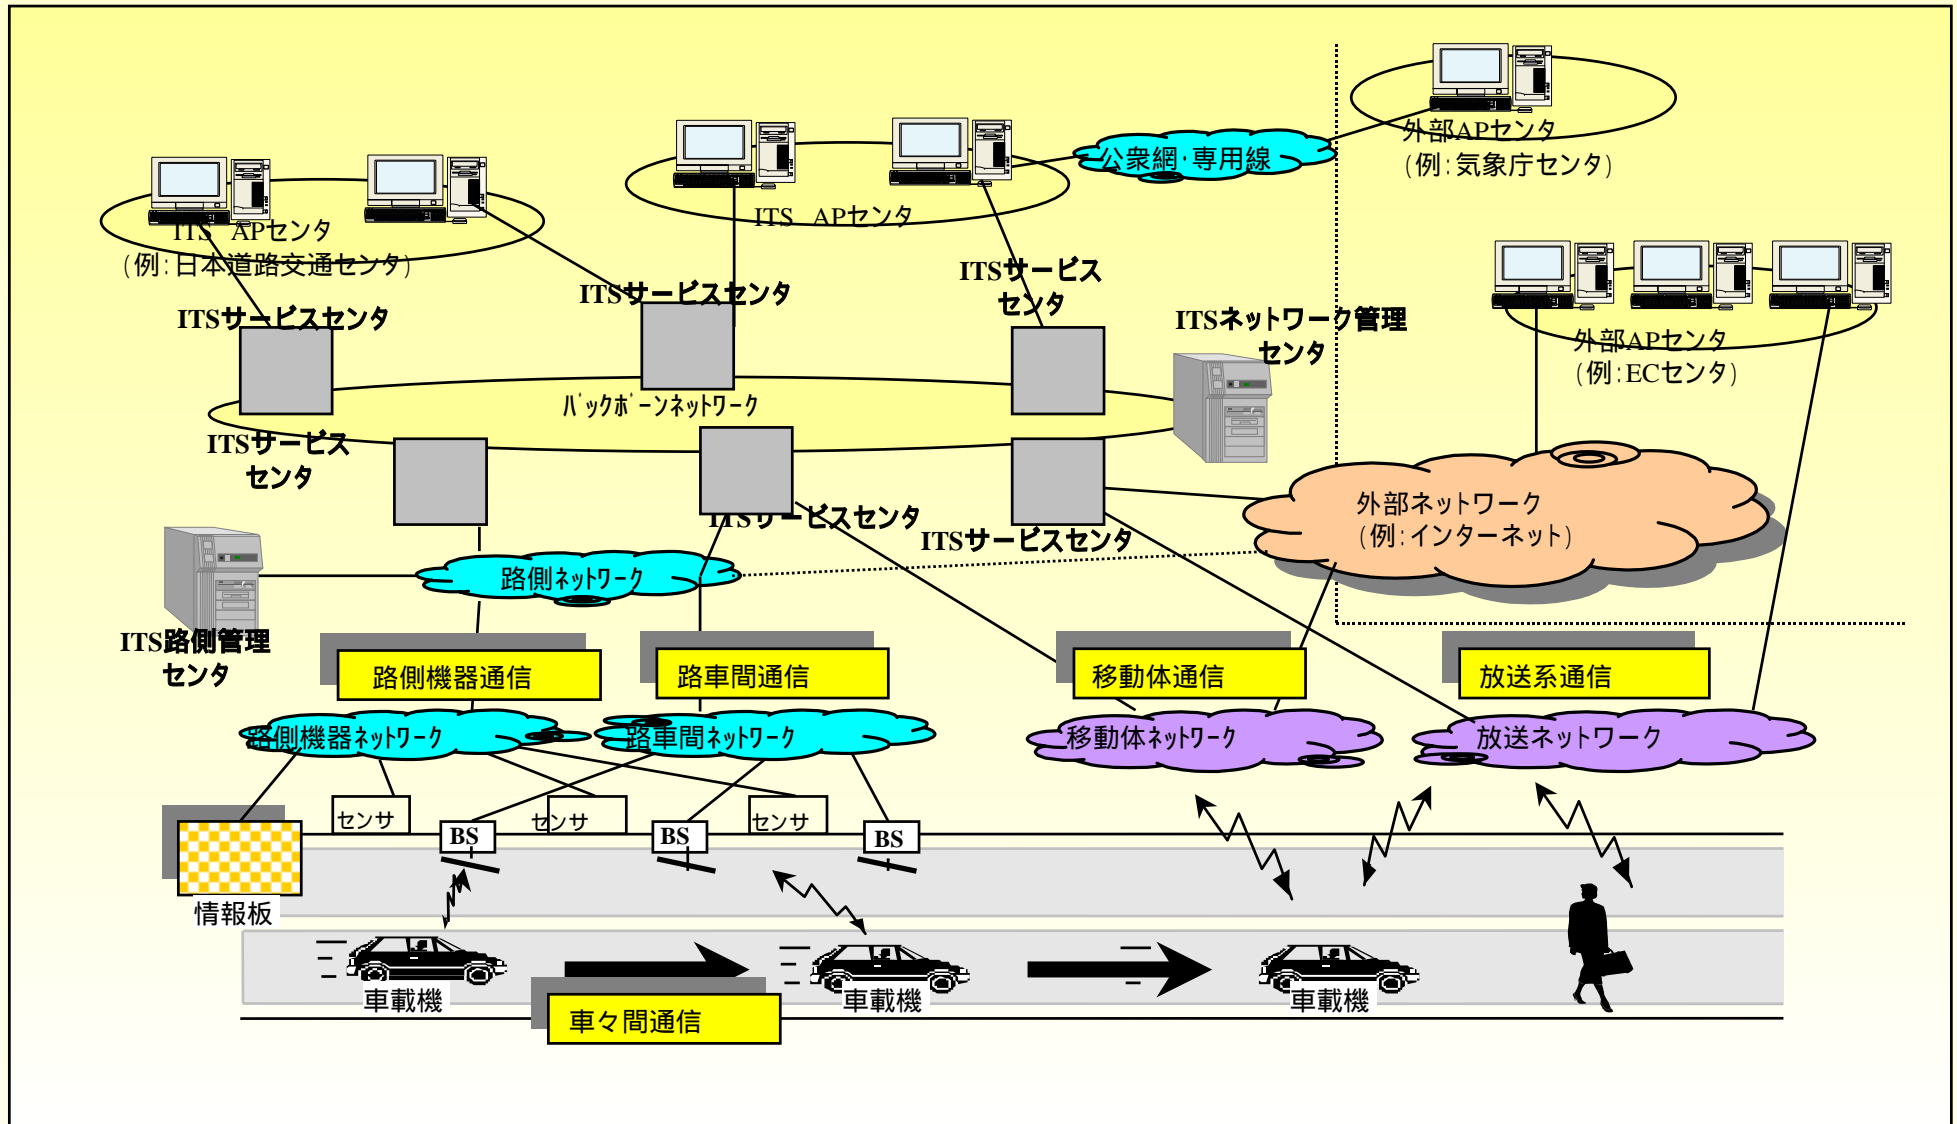 外部APセンタ
(例:気象庁センタ)
公衆網・専用線
ITS APセンタ
ITS APセンタ
(例:日本道路交通センタ)
ITSサービスセンタ
ITSサービスセンタ
ITSサービス
センタ
ITSネットワーク管理
センタ
外部APセンタ
(例:ECセンタ)
バックボーンネットワーク
ITSサービス
センタ
ITSサービスセンタ
ITSサービスセンタ
外部ネットワーク
(例:インターネット)
路側ネットワーク
ITS路側管理
センタ
路側機器通信
路車間通信
移動体通信
放送系通信
路側機器ネットワーク
路車間ネットワーク
移動体ネットワーク
放送ネットワーク
センサ
センサ
センサ
BS
BS
BS
情報板
車載機
車載機
車載機
車々間通信